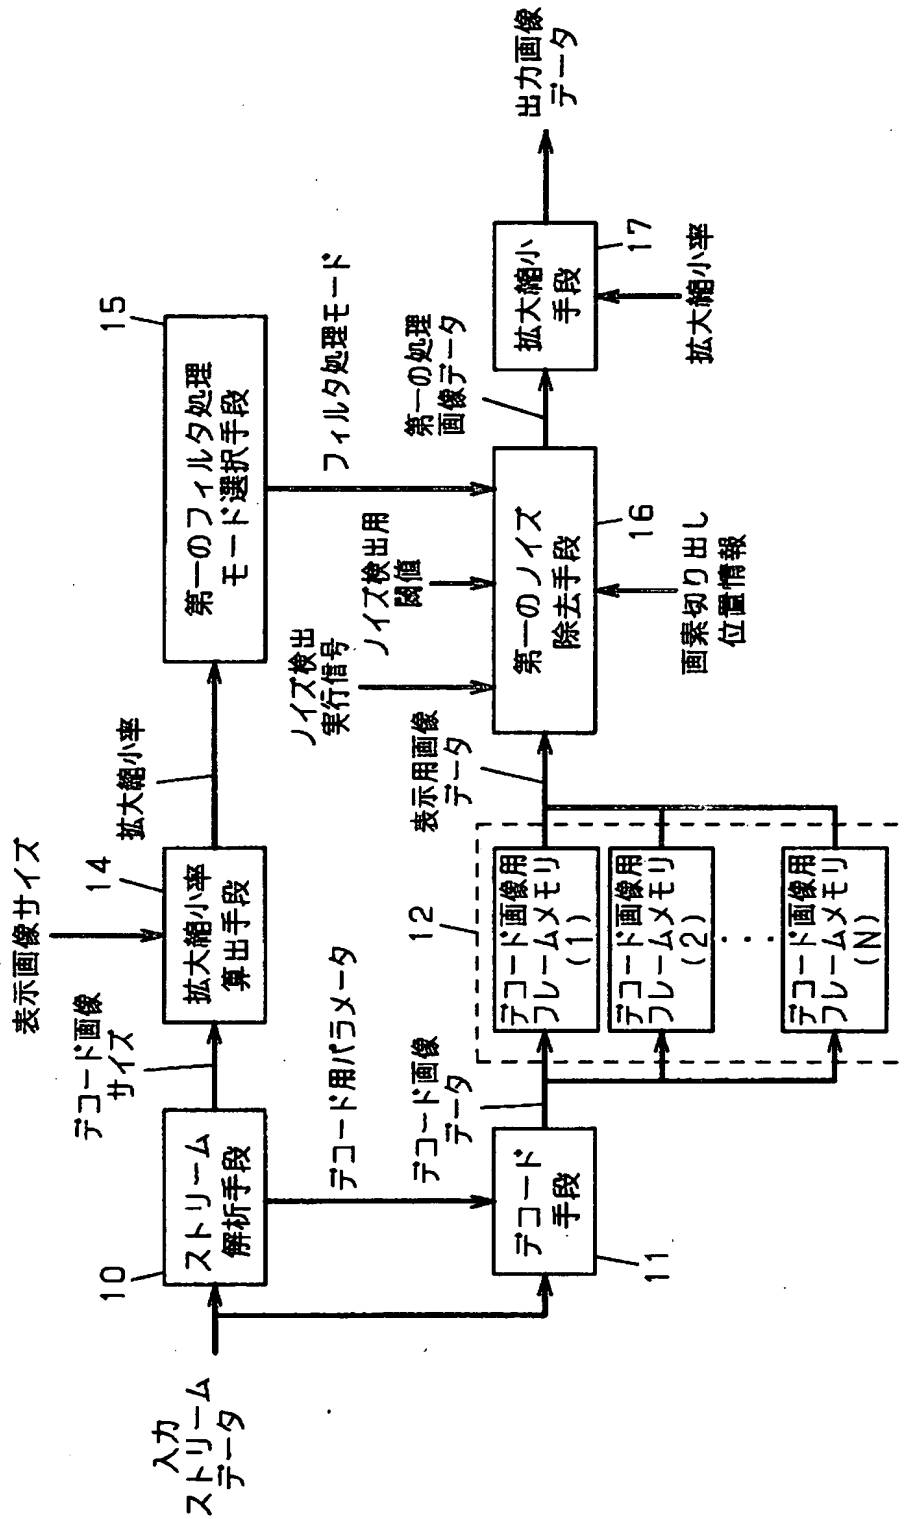 入力
ストリーム
データ
10
ストリーム
解析手段
デコード画像
サイズ
表示画像サイズ
14
拡大縮小率
算出手段
拡大縮小率
15
第一のフィルタ処理
モード選択手段
フィルタ処理モード
デコード用パラメータ
デコード
手段
11
デコード画像
データ
12
デコード画像用
フレームメモリ
(1)
デコード画像用
フレームメモリ
(2)
・・・
デコード画像用
フレームメモリ
(N)
表示用画像
データ
ノイズ検出
実行信号
ノイズ検出用
閾値
第一のノイズ
除去手段
16
画素切り出し
位置情報
第一の処理
画像データ
拡大縮小
手段
17
拡大縮小率
出力画像
データ